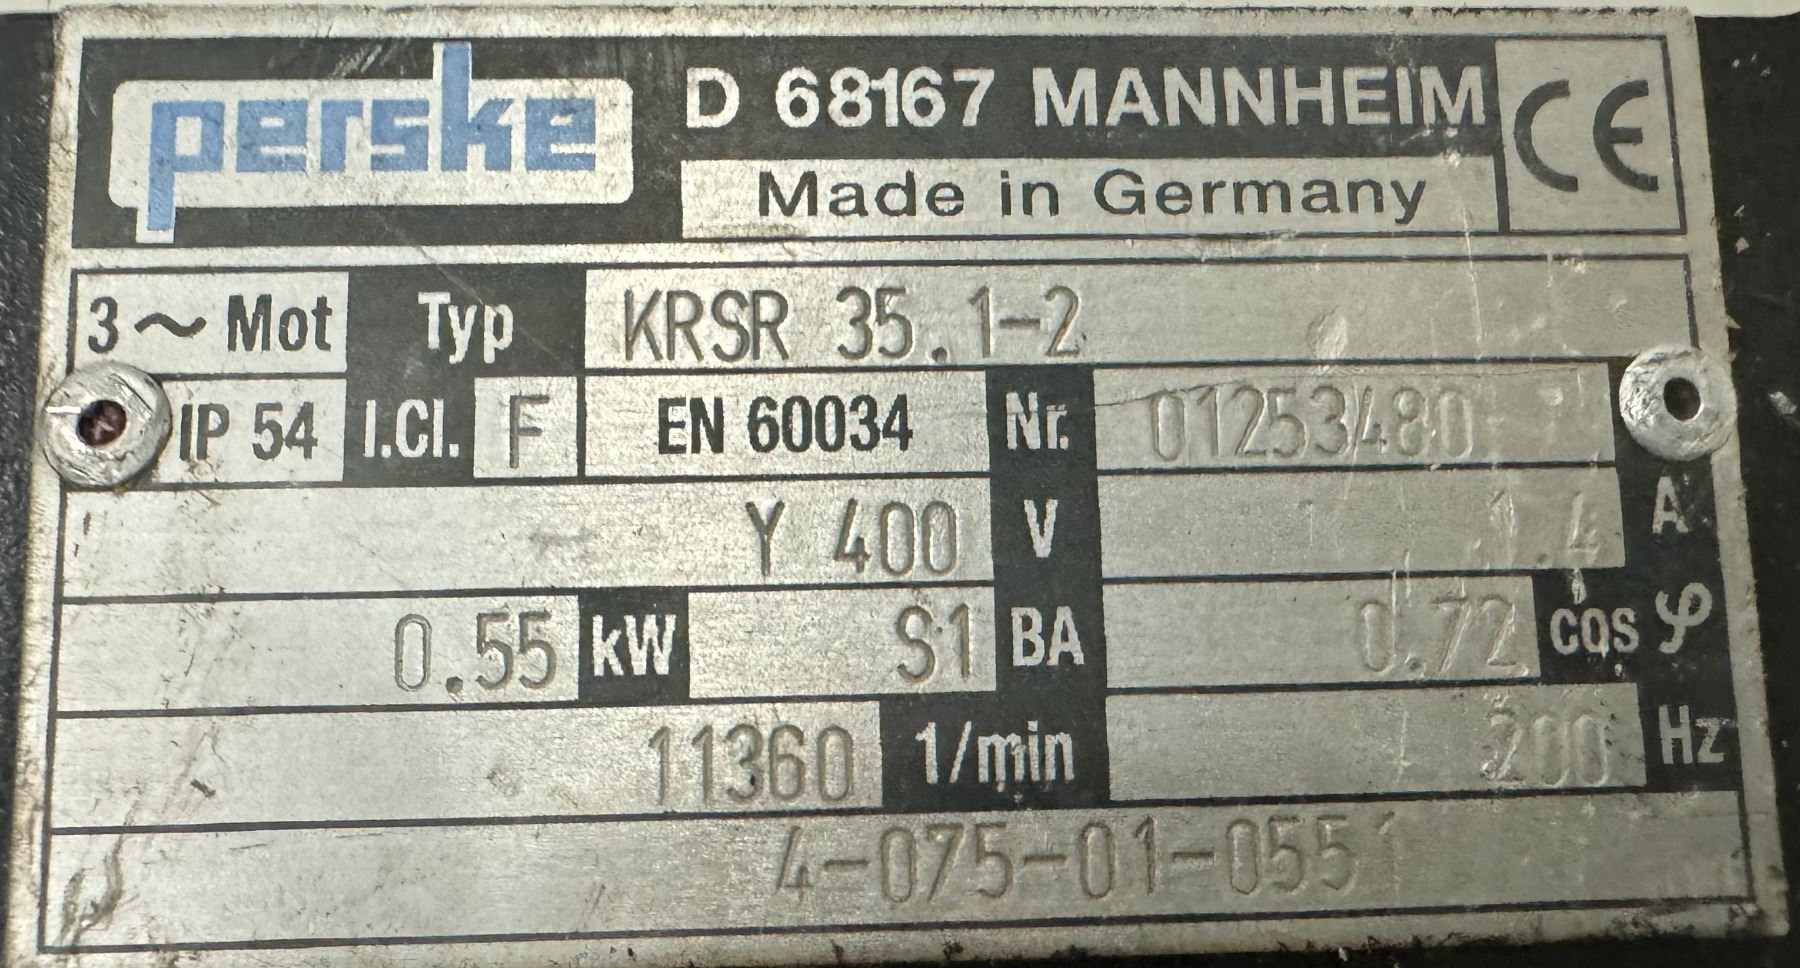 perske D 68167 MANNHEIM CE
Made in Germany
3~Mot Typ KRSR 35.1-2
IP 54 I.Cl. F EN 60034 Nr. 01253480
Y 400 V 1.4 A
0.55 kW S1 BA 0.72 cos φ
11360 1/min 200 Hz
4-075-01-0551